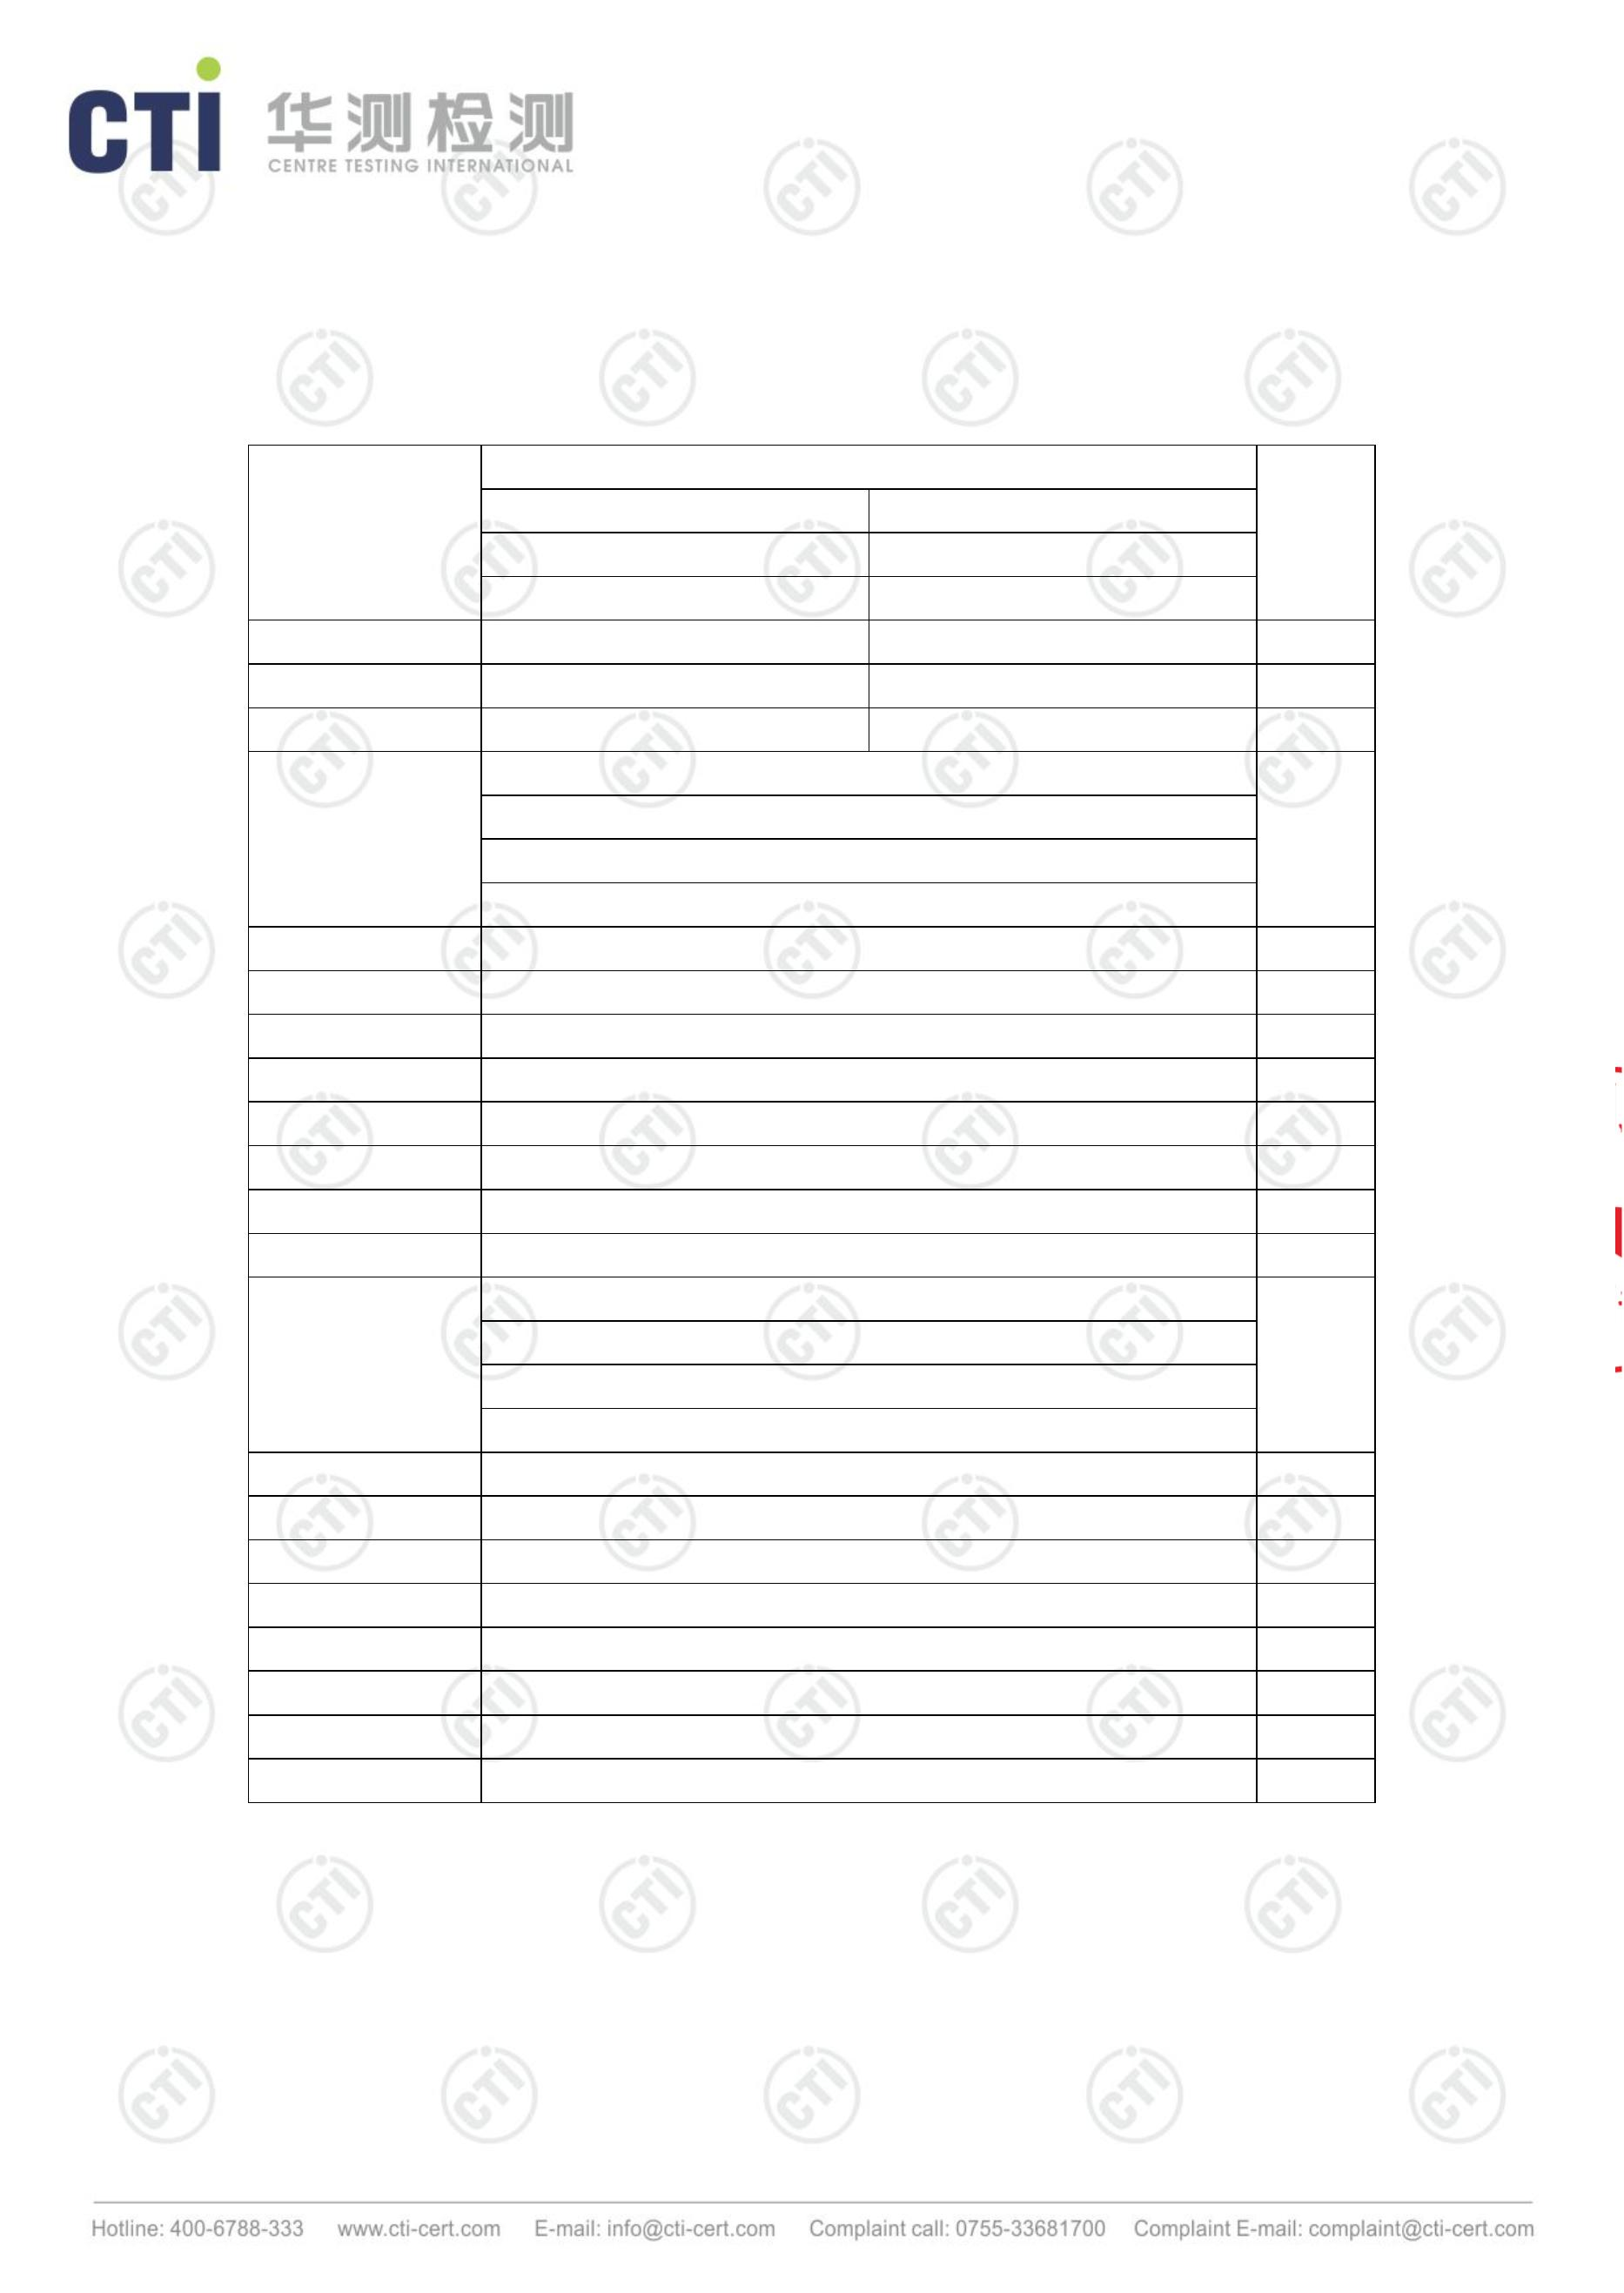 CTI 华测检测
CENTRE TESTING INTERNATIONAL
Hotline: 400-6788-333 www.cti-cert.com E-mail: info@cti-cert.com Complaint call: 0755-33681700 Complaint E-mail: complaint@cti-cert.com